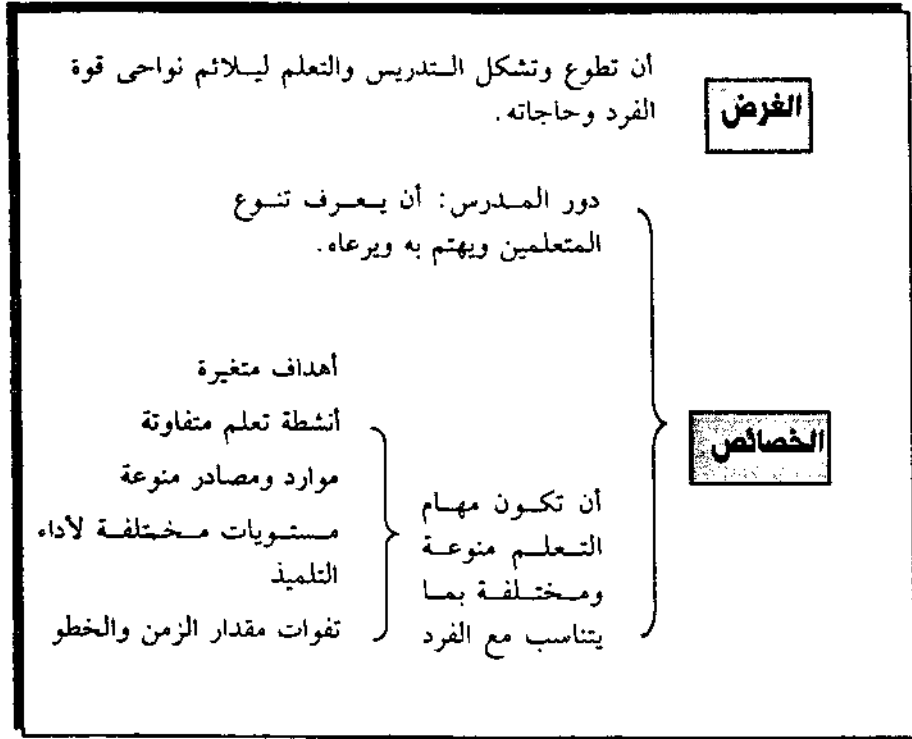 الغرض
أن تطوع وتشكل التدريس والتعلم ليلائم نواحى قوة
الفرد وحاجاته.
الخصائص
دور المدرس: أن يعرف تنوع
المتعلمين ويهتم به ويرعاه.
أن تكون مهام
التعلم منوعة
ومختلفة بما
يتناسب مع الفرد
أهداف متغيرة
أنشطة تعلم متفاوتة
موارد ومصادر منوعة
مستويات مختلفة لأداء
التلميذ
تفوات مقدار الزمن والخطو